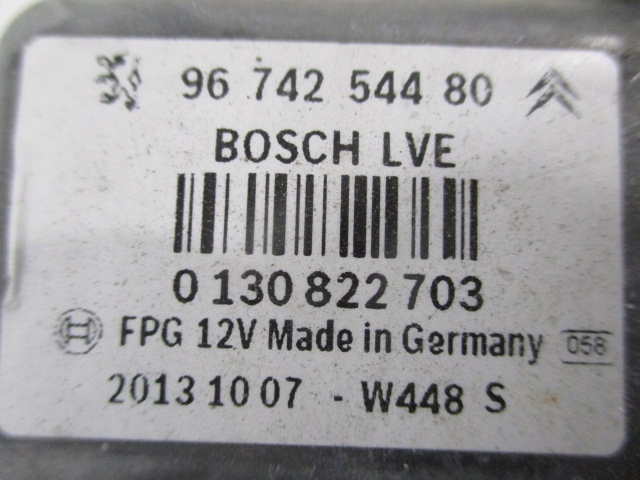 96 742 544 80
BOSCH LVE
0 130 822 703
FPG 12V Made in Germany 058
2013 10 07 - W448 S